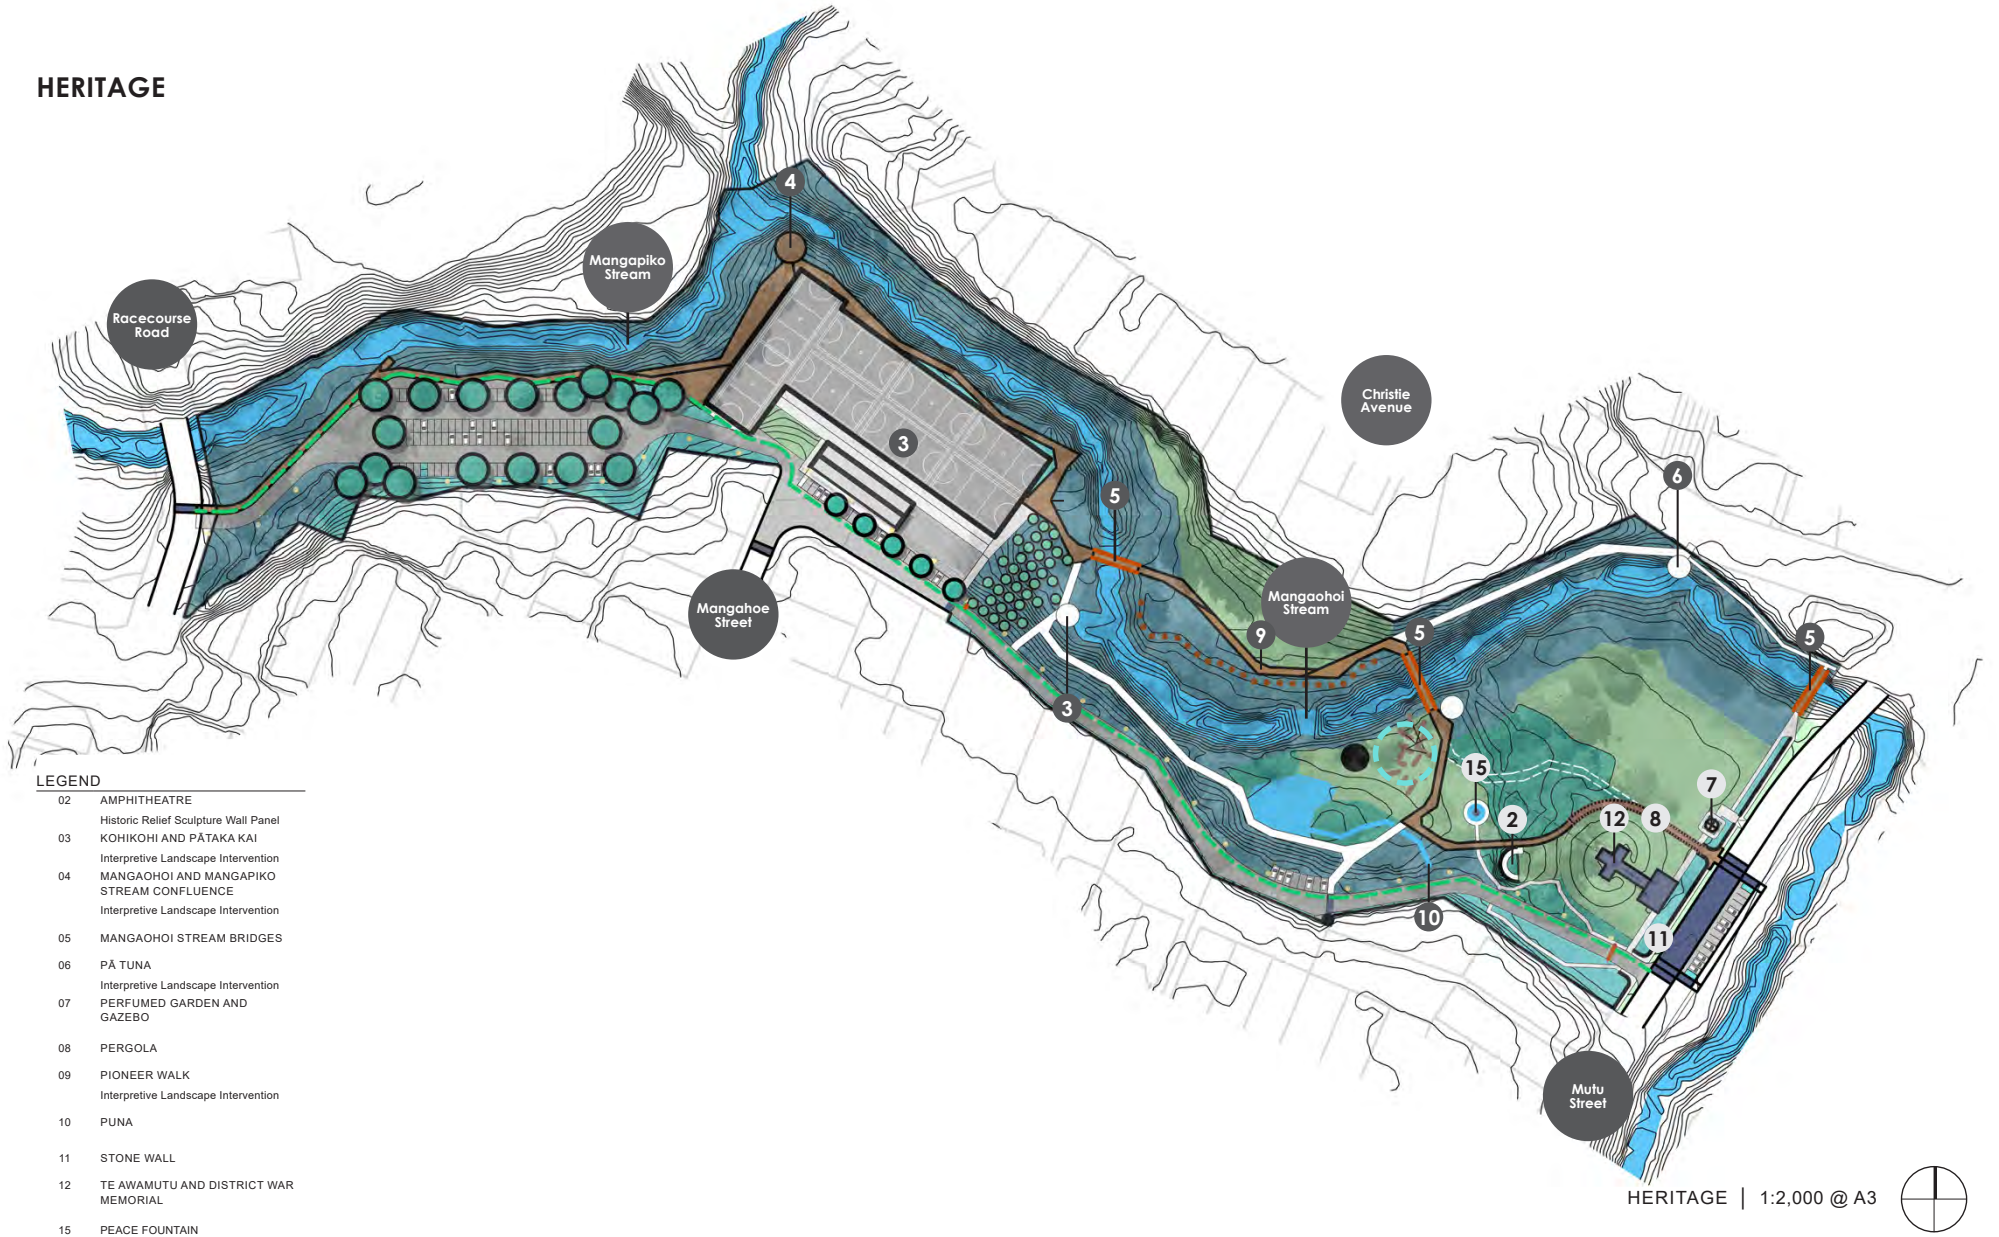 HERITAGE
4
Mangapiko
Stream
Racecourse
Road
Christie
Avenue
3
5
6
Mangahoe
Street
Mangaohoi
Stream
9
5
5
3
15
7
2
12
8
10
11
Mutu
Street
LEGEND
02 AMPHITHEATRE
Historic Relief Sculpture Wall Panel
03 KOHIKOHI AND PĀTAKA KAI
Interpretive Landscape Intervention
04 MANGAOHOI AND MANGAPIKO
STREAM CONFLUENCE
Interpretive Landscape Intervention
05 MANGAOHOI STREAM BRIDGES
06 PĀ TUNA
Interpretive Landscape Intervention
07 PERFUMED GARDEN AND
GAZEBO
08 PERGOLA
09 PIONEER WALK
Interpretive Landscape Intervention
10 PUNA
11 STONE WALL
12 TE AWAMUTU AND DISTRICT WAR
MEMORIAL
15 PEACE FOUNTAIN
HERITAGE | 1:2,000 @ A3